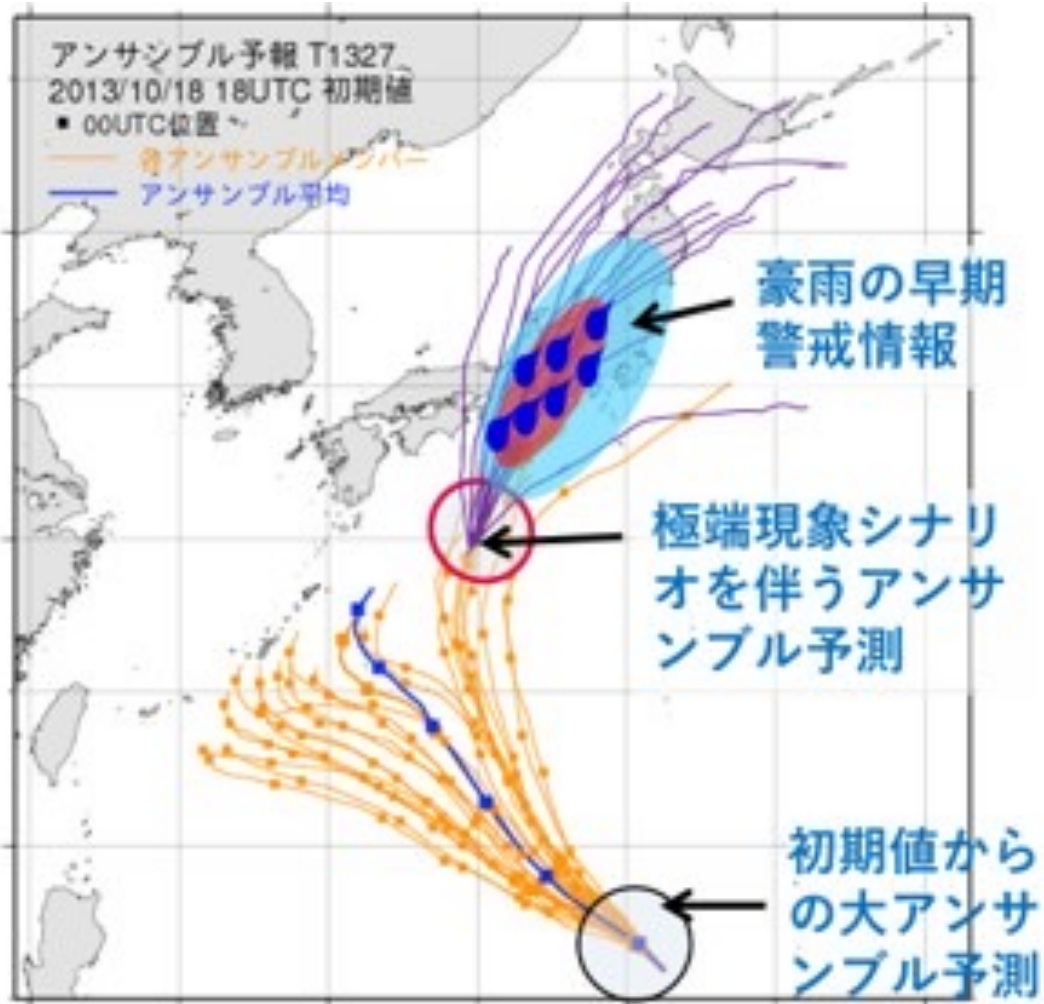 アンサンブル予報 T1327
2013/10/18 18UTC 初期値
■ 00UTC位置
各アンサンブルメンバー
アンサンブル平均
豪雨の早期
警戒情報
極端現象シナリ
オを伴うアンサ
ンブル予測
初期値から
の大アンサ
ンブル予測